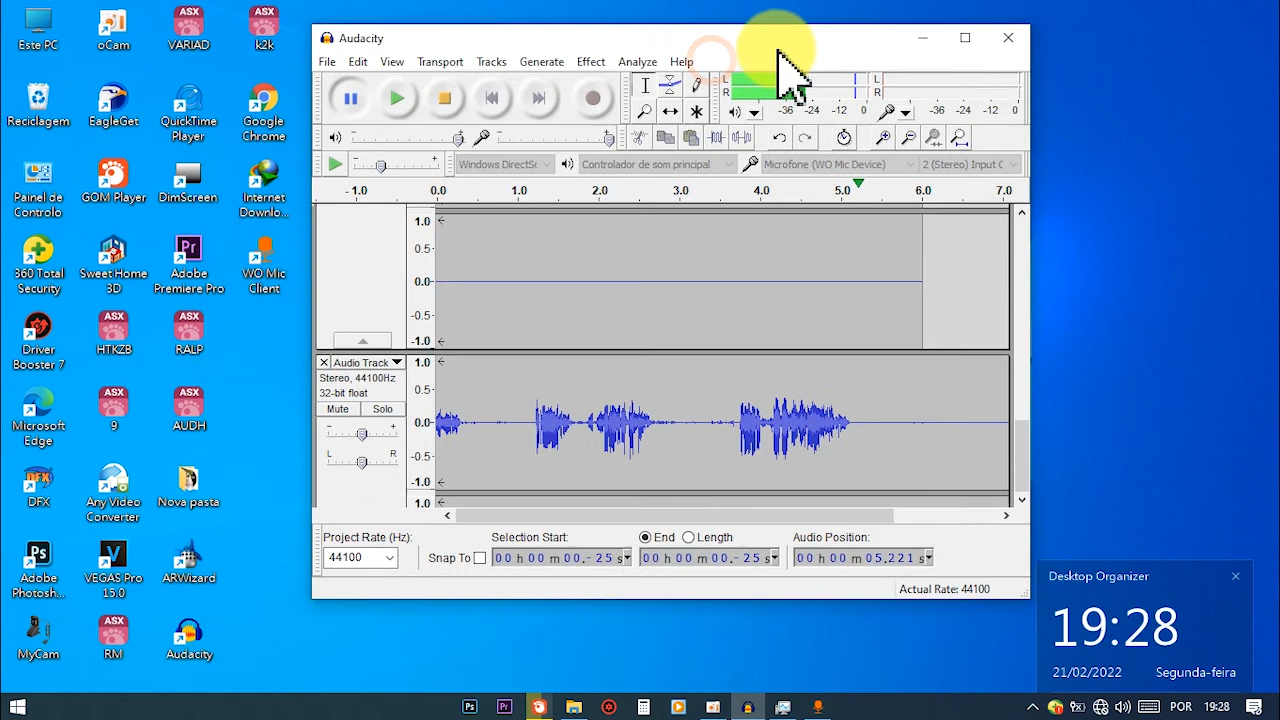 Este PC
oCam
ASX
VARIAD
ASX
k2k
Reciclagem
EagleGet
QuickTime
Player
Google
Chrome
Painel de
Controlo
GOM Player
DimScreen
Internet
Downlo...
360 Total
Security
Sweet Home
3D
Pr
Adobe
Premiere Pro
WO Mic
Client
Driver
Booster 7
ASX
HTKZB
ASX
RALP
Microsoft
Edge
ASX
9
ASX
AUDH
DFX
DFX
Any Video
Converter
Nova pasta
Ps
Adobe
Photosh...
V
VEGAS Pro
15.0
ARWizard
MyCam
ASX
RM
Audacity
Audacity
File Edit View Transport Tracks Generate Effect Analyze Help
L
R
-36 -24 -12 0
L
R
-36 -24 -12 0
Windows DirectSo
Controlador de som principal
Microfone (WO Mic Device)
2 (Stereo) Input C
-1.0 0.0 1.0 2.0 3.0 4.0 5.0 6.0 7.0
1.0
0.5
0.0
-0.5
-1.0
Audio Track
Stereo, 44100Hz
32-bit float
Mute Solo
- +
L R
1.0
0.5
0.0
-0.5
-1.0
1.0
Project Rate (Hz):
44100
Snap To
Selection Start:
00 h 00 m 00.-25 s
End Length
00 h 00 m 00.-25 s
Audio Position:
00 h 00 m 05.221 s
Actual Rate: 44100
Desktop Organizer
19:28
21/02/2022 Segunda-feira
Ps
Pr
POR 19:28